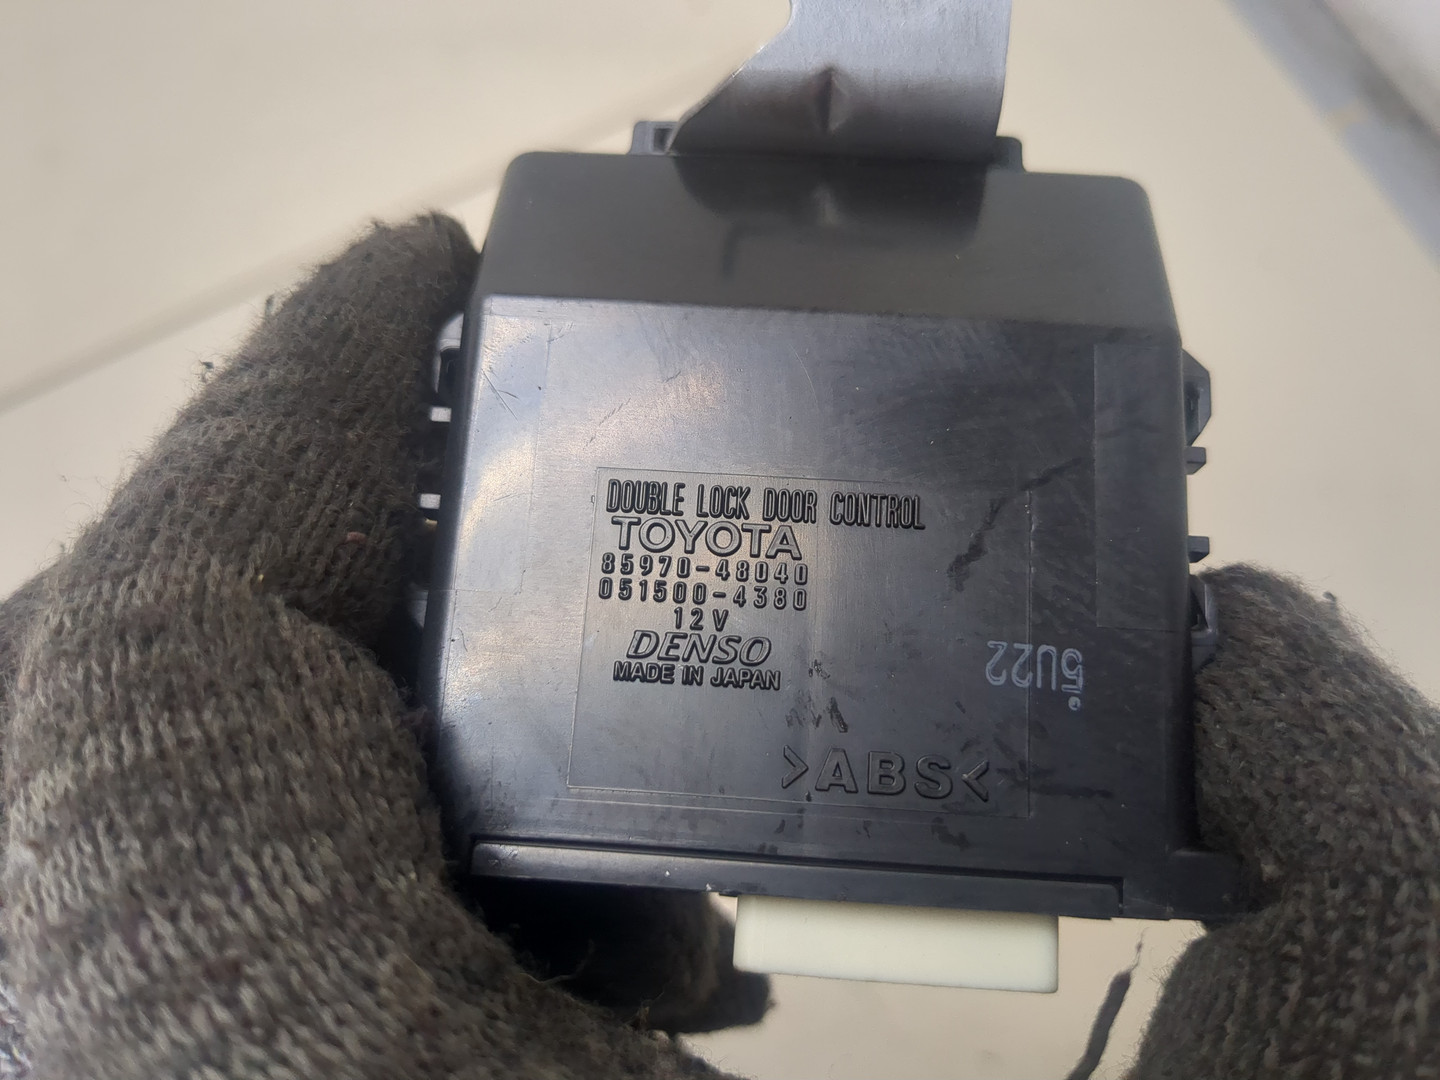 DOUBLE LOCK DOOR CONTROL
TOYOTA
85970-48040
051500-4380
12V
DENSO
MADE IN JAPAN
5U22
>ABS<